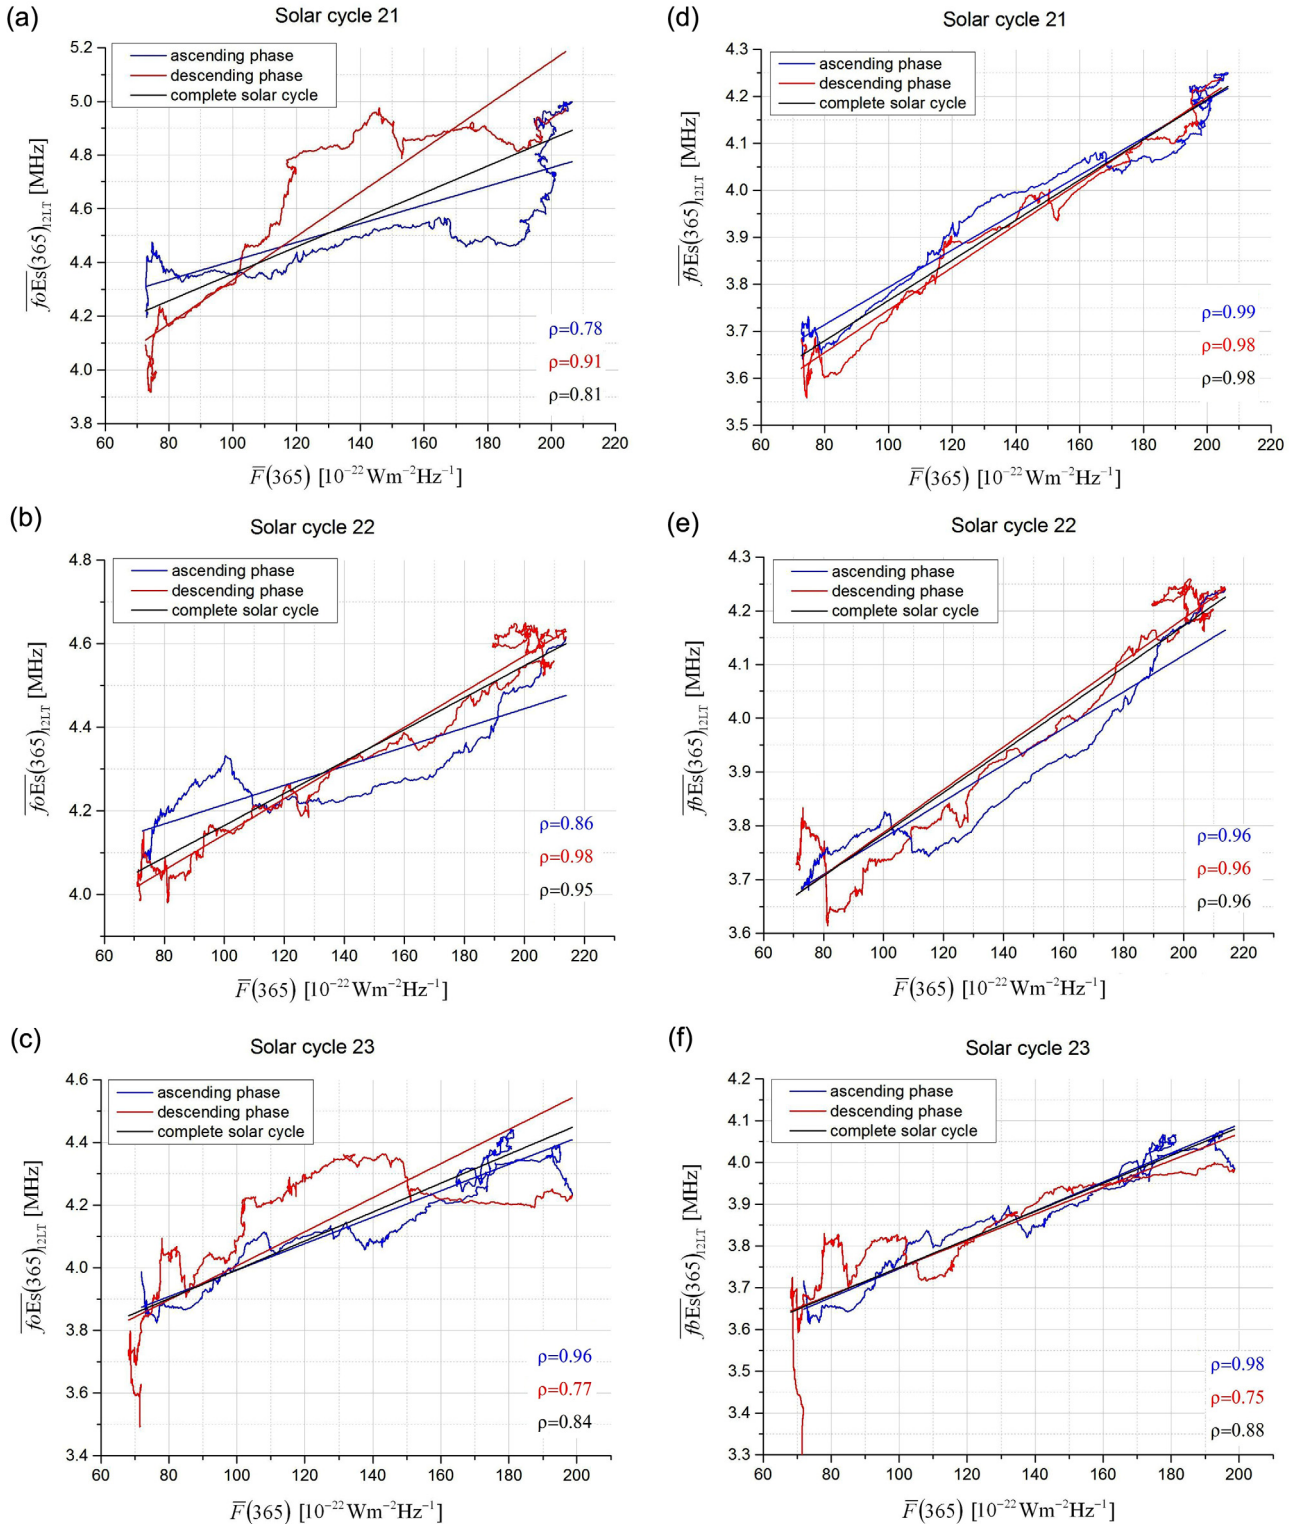 (a)
Solar cycle 21
ascending phase
descending phase
complete solar cycle
5.2
5.0
4.8
4.6
4.4
4.2
4.0
3.8
foEs(365)12LT [MHz]
ρ=0.78
ρ=0.91
ρ=0.81
60 80 100 120 140 160 180 200 220
F(365) [10⁻²² Wm⁻²Hz⁻¹]
(d)
Solar cycle 21
ascending phase
descending phase
complete solar cycle
4.3
4.2
4.1
4.0
3.9
3.8
3.7
3.6
3.5
fbEs(365)12LT [MHz]
ρ=0.99
ρ=0.98
ρ=0.98
60 80 100 120 140 160 180 200 220
F(365) [10⁻²² Wm⁻²Hz⁻¹]
(b)
Solar cycle 22
ascending phase
descending phase
complete solar cycle
4.8
4.6
4.4
4.2
4.0
foEs(365)12LT [MHz]
ρ=0.86
ρ=0.98
ρ=0.95
60 80 100 120 140 160 180 200 220
F(365) [10⁻²² Wm⁻²Hz⁻¹]
(e)
Solar cycle 22
ascending phase
descending phase
complete solar cycle
4.3
4.2
4.1
4.0
3.9
3.8
3.7
3.6
fbEs(365)12LT [MHz]
ρ=0.96
ρ=0.96
ρ=0.96
60 80 100 120 140 160 180 200 220
F(365) [10⁻²² Wm⁻²Hz⁻¹]
(c)
Solar cycle 23
ascending phase
descending phase
complete solar cycle
4.6
4.4
4.2
4.0
3.8
3.6
3.4
foEs(365)12LT [MHz]
ρ=0.96
ρ=0.77
ρ=0.84
60 80 100 120 140 160 180 200
F(365) [10⁻²² Wm⁻²Hz⁻¹]
(f)
Solar cycle 23
ascending phase
descending phase
complete solar cycle
4.2
4.1
4.0
3.9
3.8
3.7
3.6
3.5
3.4
3.3
fbEs(365)12LT [MHz]
ρ=0.98
ρ=0.75
ρ=0.88
60 80 100 120 140 160 180 200
F(365) [10⁻²² Wm⁻²Hz⁻¹]